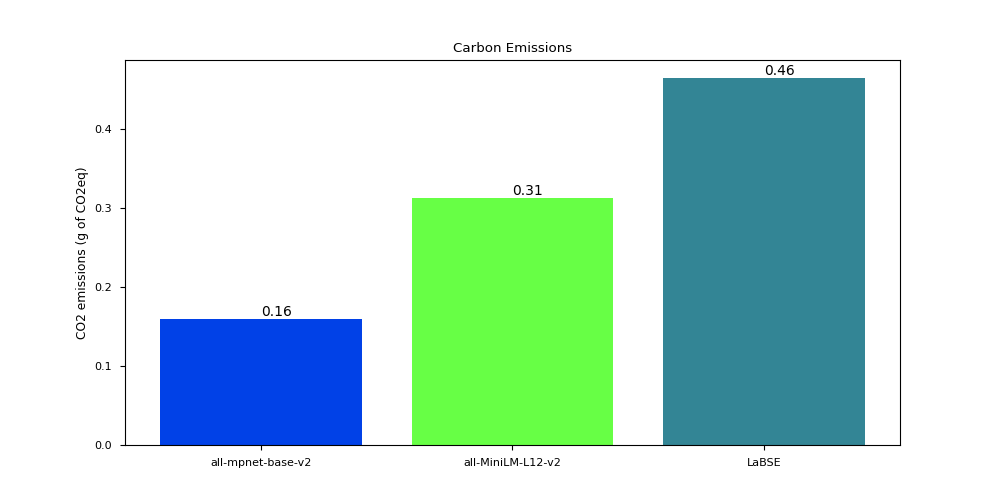 Carbon Emissions
CO2 emissions (g of CO2eq)
0.4
0.3
0.2
0.1
0.0
0.16
0.31
0.46
all-mpnet-base-v2
all-MiniLM-L12-v2
LaBSE